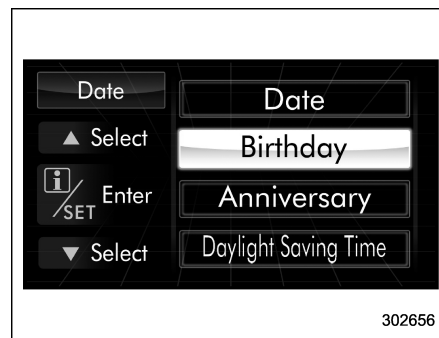 Date
▲ Select
i/SET Enter
▼ Select
Date
Birthday
Anniversary
Daylight Saving Time
302656